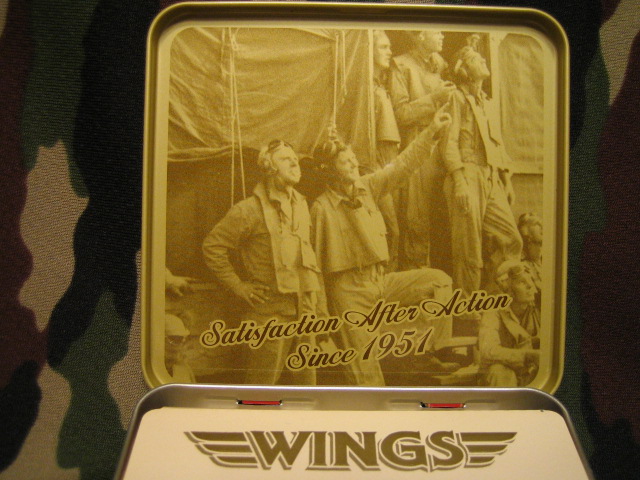 Satisfaction After Action
Since 1951
WINGS